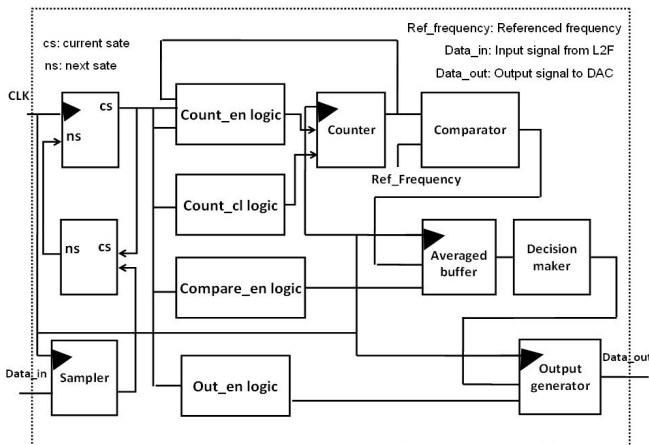 Ref_frequency: Referenced frequency
cs: current sate
Data_in: Input signal from L2F
ns: next sate
Data_out: Output signal to DAC
CLK
cs
ns
Count_en logic
Counter
Comparator
Ref_Frequency
Count_cl logic
ns
cs
Averaged
buffer
Decision
maker
Compare_en logic
Data_in
Sampler
Out_en logic
Output
generator
Data_out